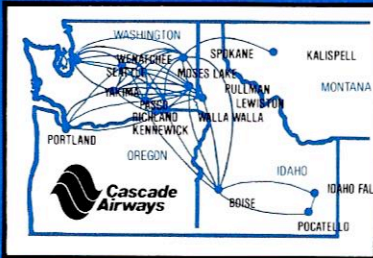 WASHINGTON
WENATCHEE
SPOKANE
KALISPELL
SEATTLE
MOSES LAKE
MONTANA
YAKIMA
PULLMAN
LEWISTON
PASCO
RICHLAND
WALLA WALLA
KENNEWICK
PORTLAND
OREGON
IDAHO
Cascade
Airways
BOISE
IDAHO FAL
POCATELLO